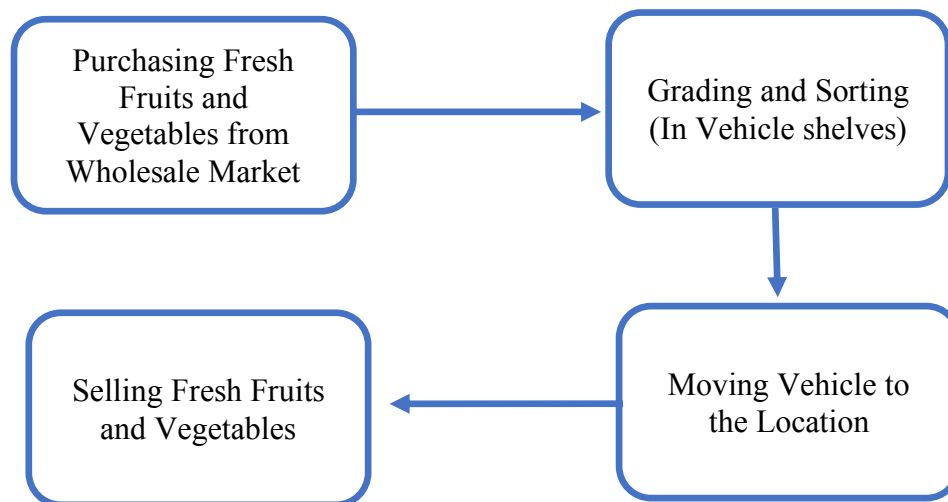 Purchasing Fresh
Fruits and
Vegetables from
Wholesale Market
Grading and Sorting
(In Vehicle shelves)
Moving Vehicle to
the Location
Selling Fresh Fruits
and Vegetables